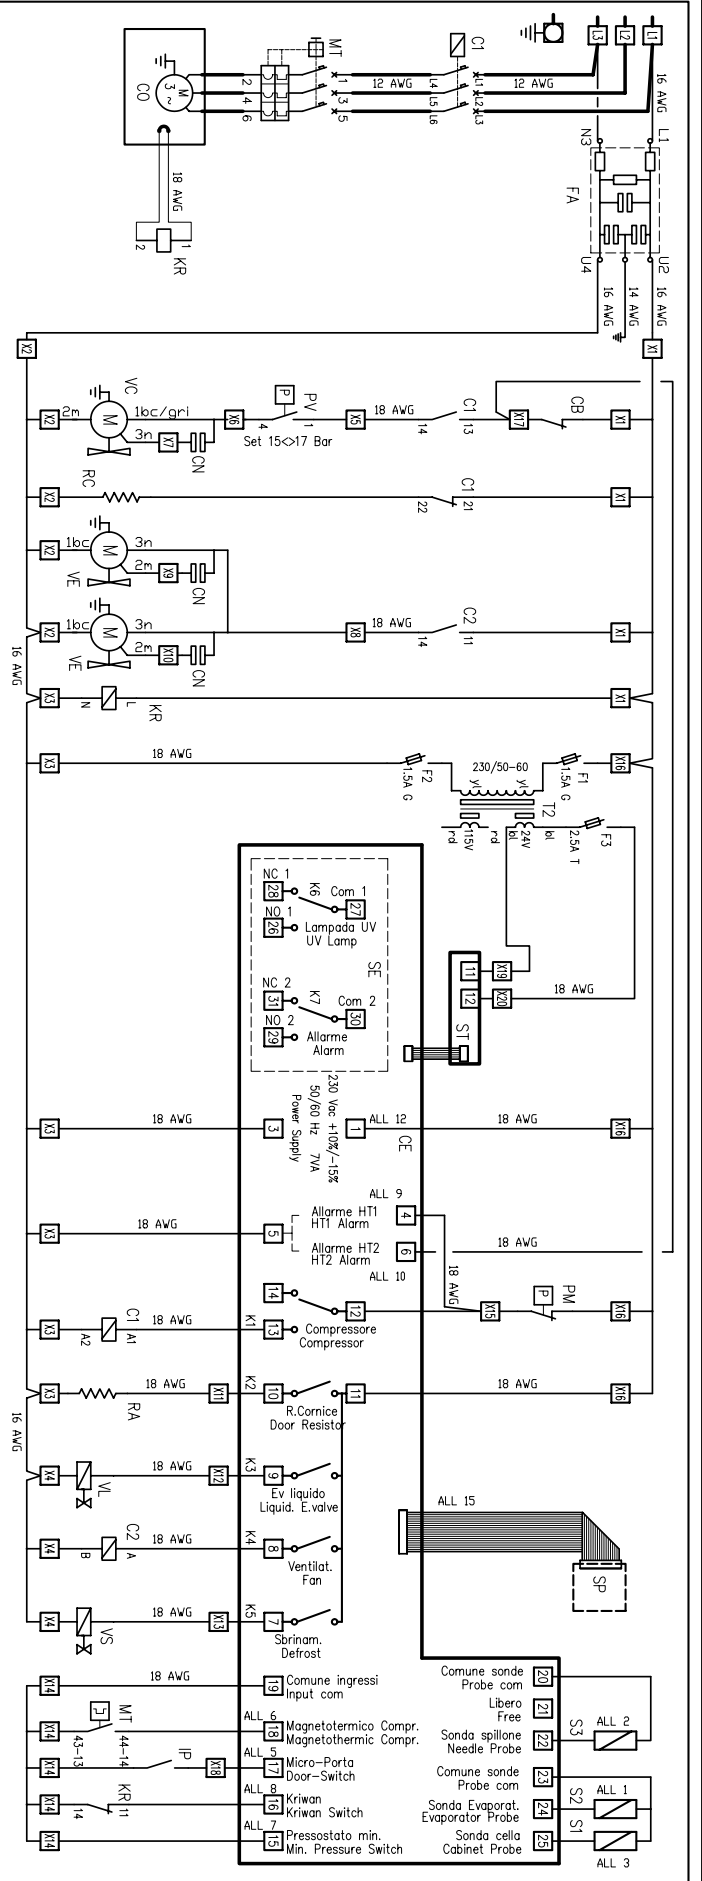 L3
L2
L1
C1
MT
CO
M
3 ~
2
4
6
1
3
5
12 AWG
L4
L5
L6
L1
L2
L3
12 AWG
16 AWG
N3
L1
FA
U4
U2
18 AWG
2
1
KR
16 AWG
14 AWG
16 AWG
X2
X1
VC
X2
2m
M
1bc/gri
3n
X7
CN
X6
P
PV
4
1
Set 15<>17 Bar
X5
18 AWG
C1
14
13
X17
CB
X1
RC
X2
C1
22
21
X1
X2
1bc
M
3n
2m
X9
CN
VE
X2
1bc
M
3n
2m
X10
CN
VE
X8
18 AWG
C2
14
11
X1
16 AWG
X3
N
L
KR
X1
X3
18 AWG
F2
1.5A G
230/50-60
yl
yl
F1
1.5A G
X16
T2
115V
rd
rd
24V
bl
bl
F3
2.5A T
NC 1
28
K6
Com 1
27
NO 1
26
Lampada UV
UV Lamp
SE
NC 2
31
K7
Com 2
30
NO 2
29
Allarme
Alarm
11
X19
12
X20
18 AWG
ST
230 Vac +10%/-15%
50/60 Hz 7VA
Power Supply
X3
18 AWG
3
1
ALL 12
CE
18 AWG
X16
ALL 9
Allarme HT1
HT1 Alarm
4
X3
18 AWG
5
Allarme HT2
HT2 Alarm
6
18 AWG
ALL 10
18 AWG
14
12
X15
P
PM
X16
X3
C1
A2
A1
18 AWG
K1
13
Compressore
Compressor
X3
RA
18 AWG
X11
K2
10
11
R.Cornice
Door Resistor
18 AWG
X16
16 AWG
X4
VL
18 AWG
X12
K3
9
Ev liquido
Liquid. E.valve
ALL 15
SP
X4
C2
B
A
18 AWG
K4
8
Ventilat.
Fan
X4
VS
18 AWG
X13
K5
7
Sbrinam.
Defrost
X14
18 AWG
19
Comune ingressi
Input com
X14
MT
43-13
44-14
ALL 6
18
Magnetotermico Compr.
Magnetothermic Compr.
X14
IP
X18
ALL 5
17
Micro-Porta
Door-Switch
X14
KR
14
11
ALL 8
16
Kriwan
Kriwan Switch
X14
ALL 7
15
Pressostato min.
Min. Pressure Switch
Comune sonde
Probe com
20
Libero
Free
21
Sonda spillone
Needle Probe
22
S3
ALL 2
Comune sonde
Probe com
23
Sonda Evaporat.
Evaporator Probe
24
S2
ALL 1
Sonda cella
Cabinet Probe
25
S1
ALL 3